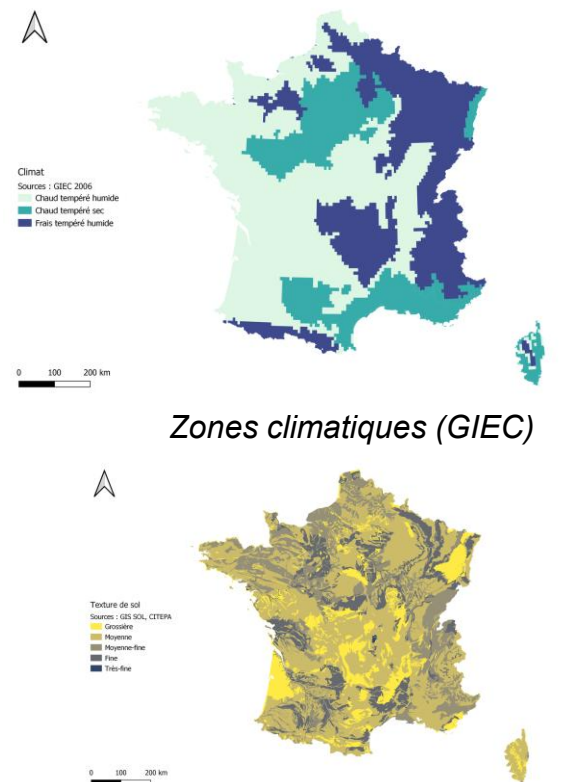 Climat
Sources : GIEC 2006
Chaud tempéré humide
Chaud tempéré sec
Frais tempéré humide
0 100 200 km
Zones climatiques (GIEC)
Texture de sol
Sources : GIS SOL, CITEPA
Grossière
Moyenne
Moyenne-fine
Fine
Très-fine
0 100 200 km